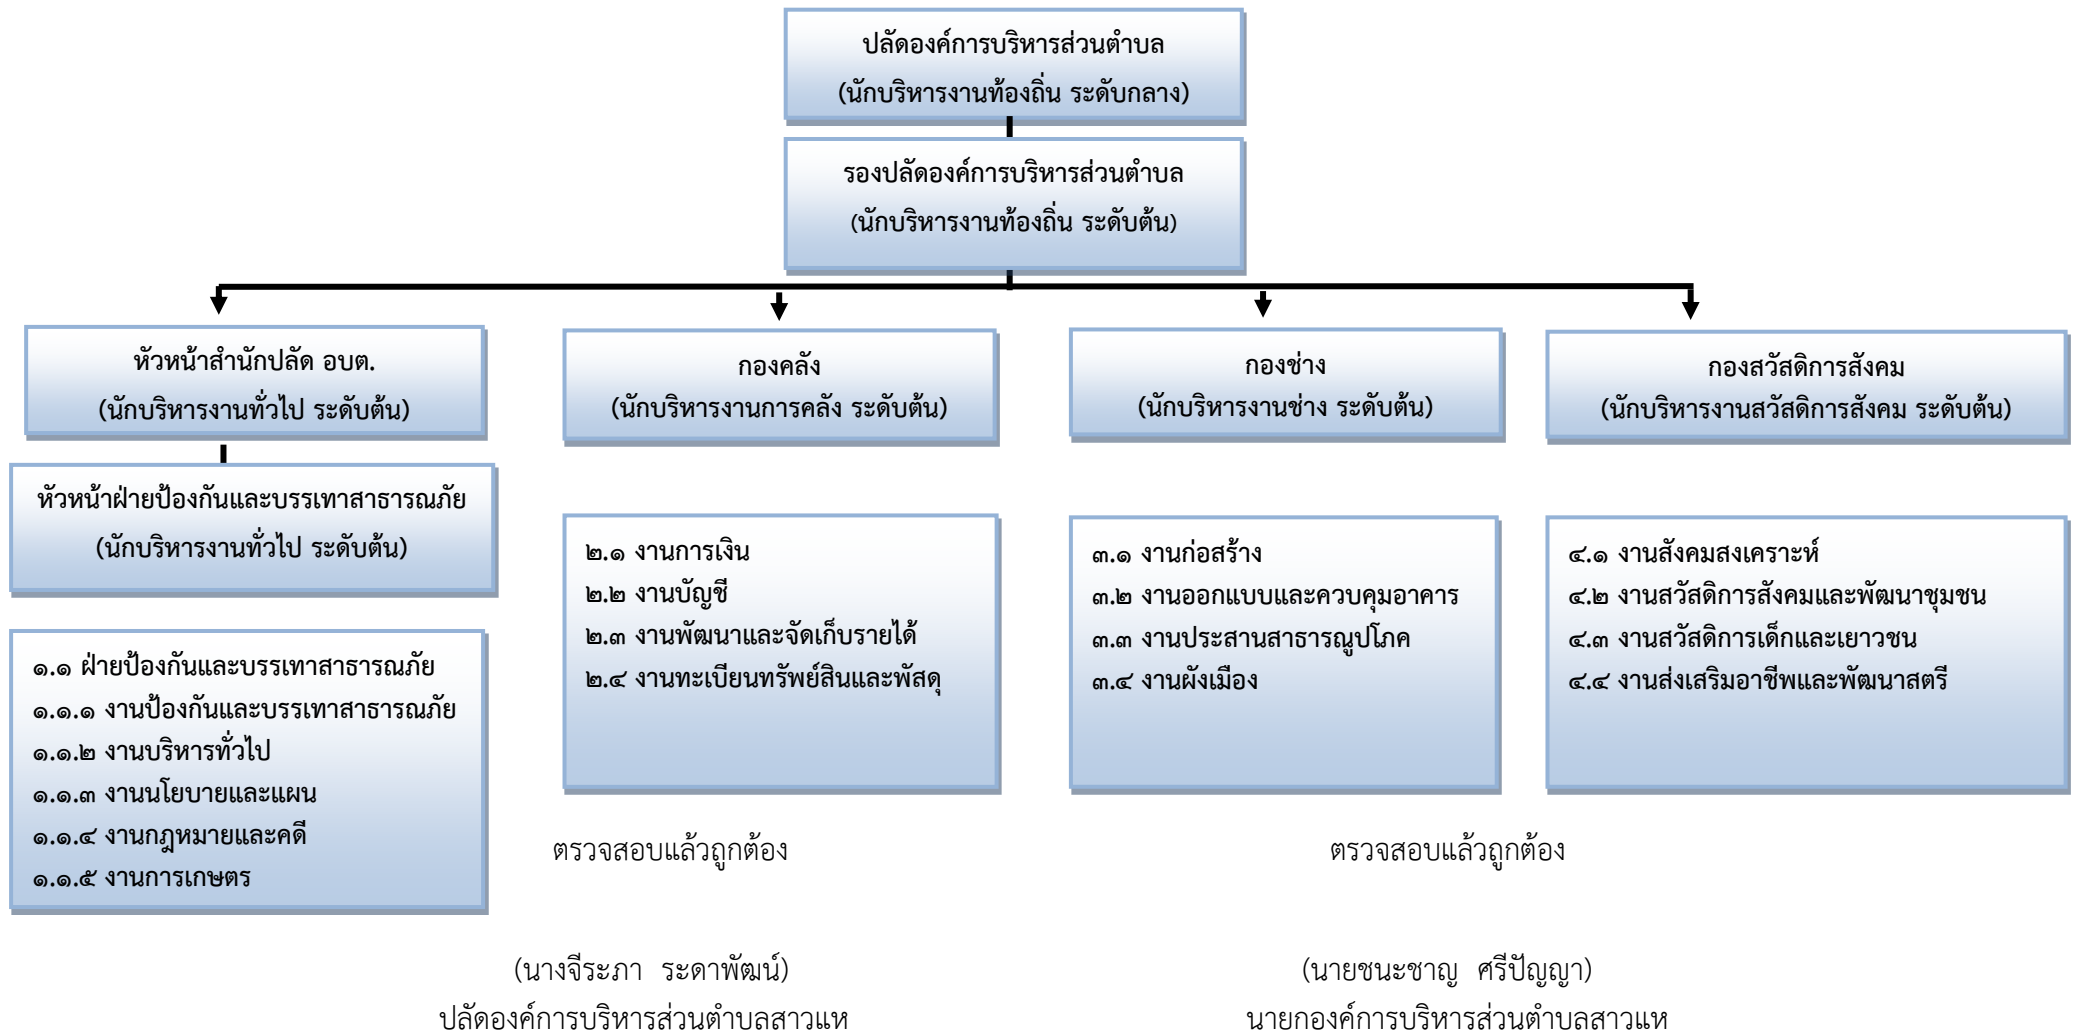 ปลัดองค์การบริหารส่วนตำบล
(นักบริหารงานท้องถิ่น ระดับกลาง)
รองปลัดองค์การบริหารส่วนตำบล
(นักบริหารงานท้องถิ่น ระดับต้น)
หัวหน้าสำนักปลัด อบต.
(นักบริหารงานทั่วไป ระดับต้น)
กองคลัง
(นักบริหารงานการคลัง ระดับต้น)
กองช่าง
(นักบริหารงานช่าง ระดับต้น)
กองสวัสดิการสังคม
(นักบริหารงานสวัสดิการสังคม ระดับต้น)
หัวหน้าฝ่ายป้องกันและบรรเทาสาธารณภัย
(นักบริหารงานทั่วไป ระดับต้น)
๑.๑ ฝ่ายป้องกันและบรรเทาสาธารณภัย
๑.๑.๑ งานป้องกันและบรรเทาสาธารณภัย
๑.๑.๒ งานบริหารทั่วไป
๑.๑.๓ งานนโยบายและแผน
๑.๑.๔ งานกฎหมายและคดี
๑.๑.๕ งานการเกษตร
๒.๑ งานการเงิน
๒.๒ งานบัญชี
๒.๓ งานพัฒนาและจัดเก็บรายได้
๒.๔ งานทะเบียนทรัพย์สินและพัสดุ
๓.๑ งานก่อสร้าง
๓.๒ งานออกแบบและควบคุมอาคาร
๓.๓ งานประสานสาธารณูปโภค
๓.๔ งานผังเมือง
๔.๑ งานสังคมสงเคราะห์
๔.๒ งานสวัสดิการสังคมและพัฒนาชุมชน
๔.๓ งานสวัสดิการเด็กและเยาวชน
๔.๔ งานส่งเสริมอาชีพและพัฒนาสตรี
ตรวจสอบแล้วถูกต้อง
(นางจีระภา ระดาพัฒน์)
ปลัดองค์การบริหารส่วนตำบลสาวแห
ตรวจสอบแล้วถูกต้อง
(นายชนะชาญ ศรีปัญญา)
นายกองค์การบริหารส่วนตำบลสาวแห